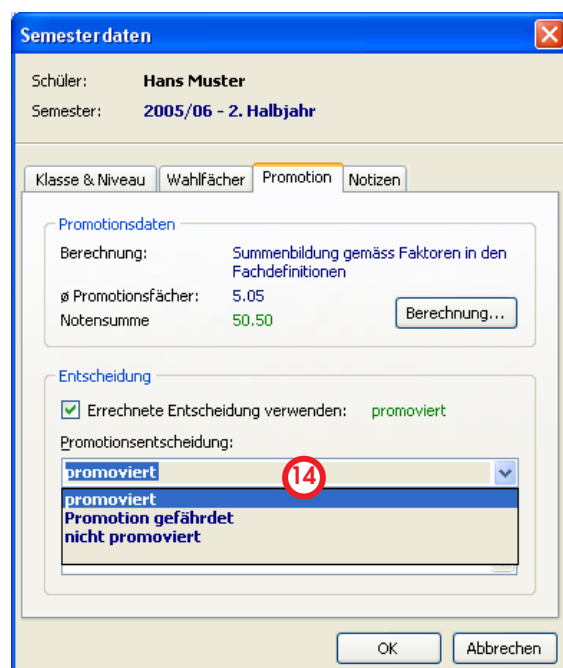 Semesterdaten
Schüler: Hans Muster
Semester: 2005/06 - 2. Halbjahr
Klasse & Niveau Wahlfächer Promotion Notizen
Promotionsdaten
Berechnung: Summenbildung gemäss Faktoren in den
Fachdefinitionen
ø Promotionsfächer: 5.05
Notensumme 50.50 Berechnung...
Entscheidung
Errechnete Entscheidung verwenden: promoviert
Promotionsentscheidung:
promoviert 14
promoviert
Promotion gefährdet
nicht promoviert
OK Abbrechen